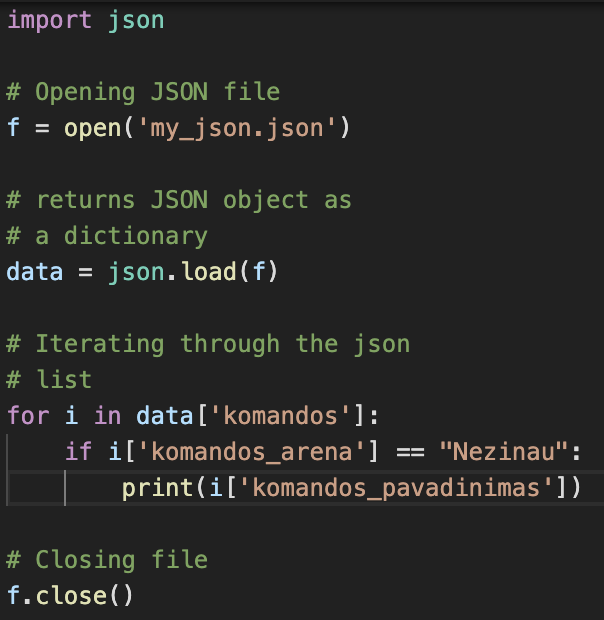 import json
# Opening JSON file
f = open('my_json.json')
# returns JSON object as
# a dictionary
data = json.load(f)
# Iterating through the json
# list
for i in data['komandos']:
    if i['komandos_arena'] == "Nezinau":
        print(i['komandos_pavadinimas'])
# Closing file
f.close()